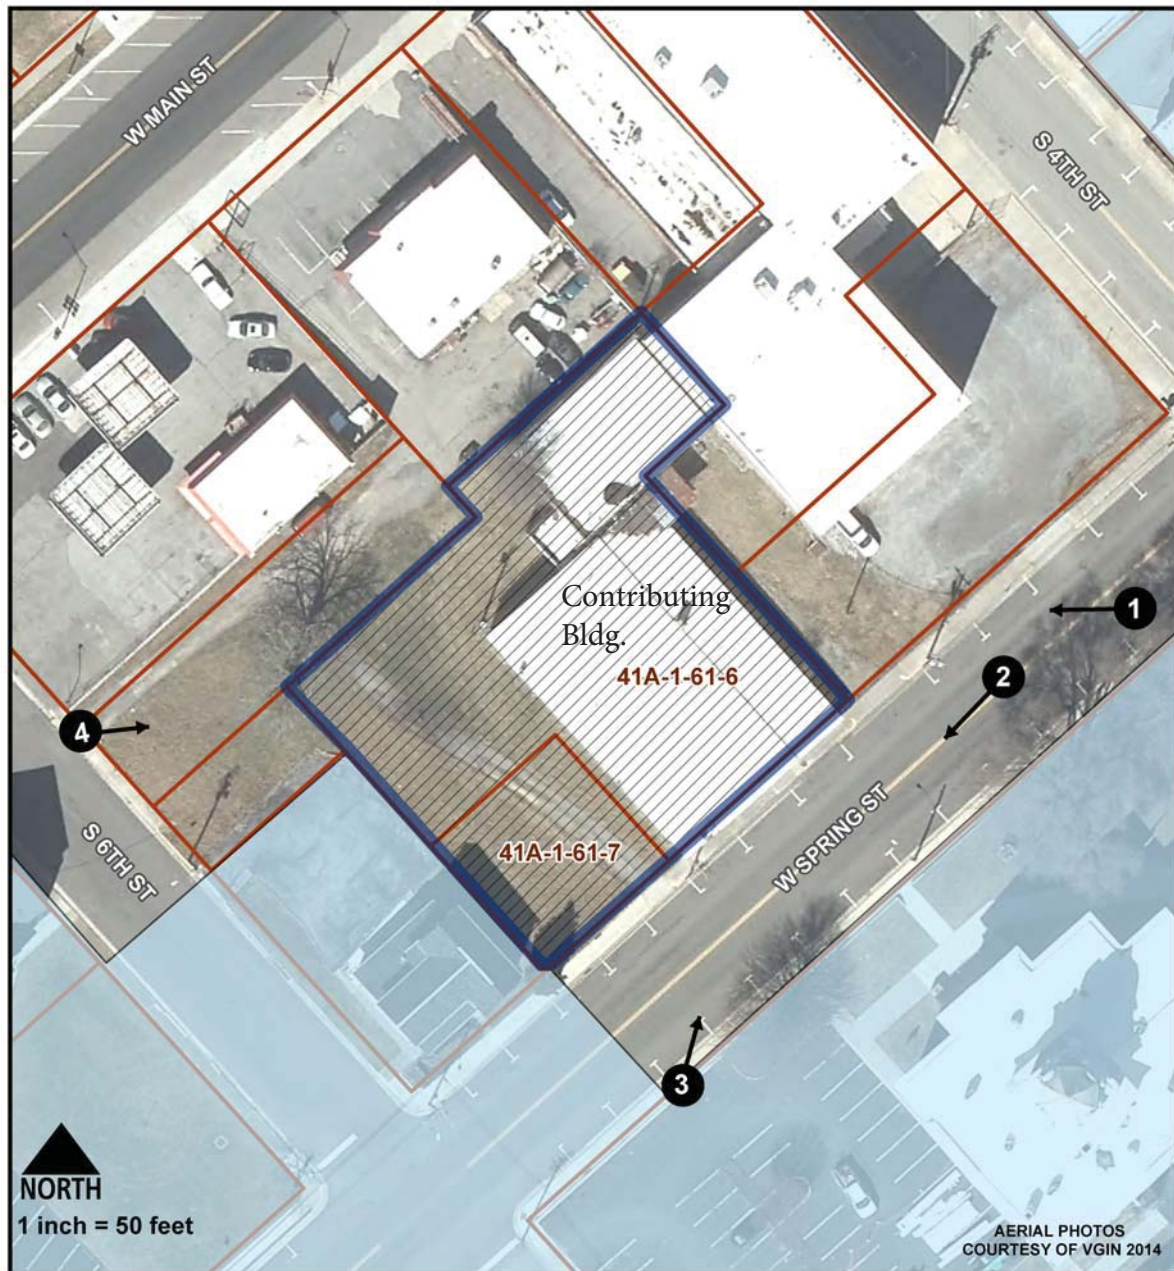 W MAIN ST
S 4TH ST
Contributing
Bldg.
41A-1-61-6
1
2
4
W SPRING ST
S 6TH ST
41A-1-61-7
3
NORTH
1 inch = 50 feet
AERIAL PHOTOS
COURTESY OF VGIN 2014